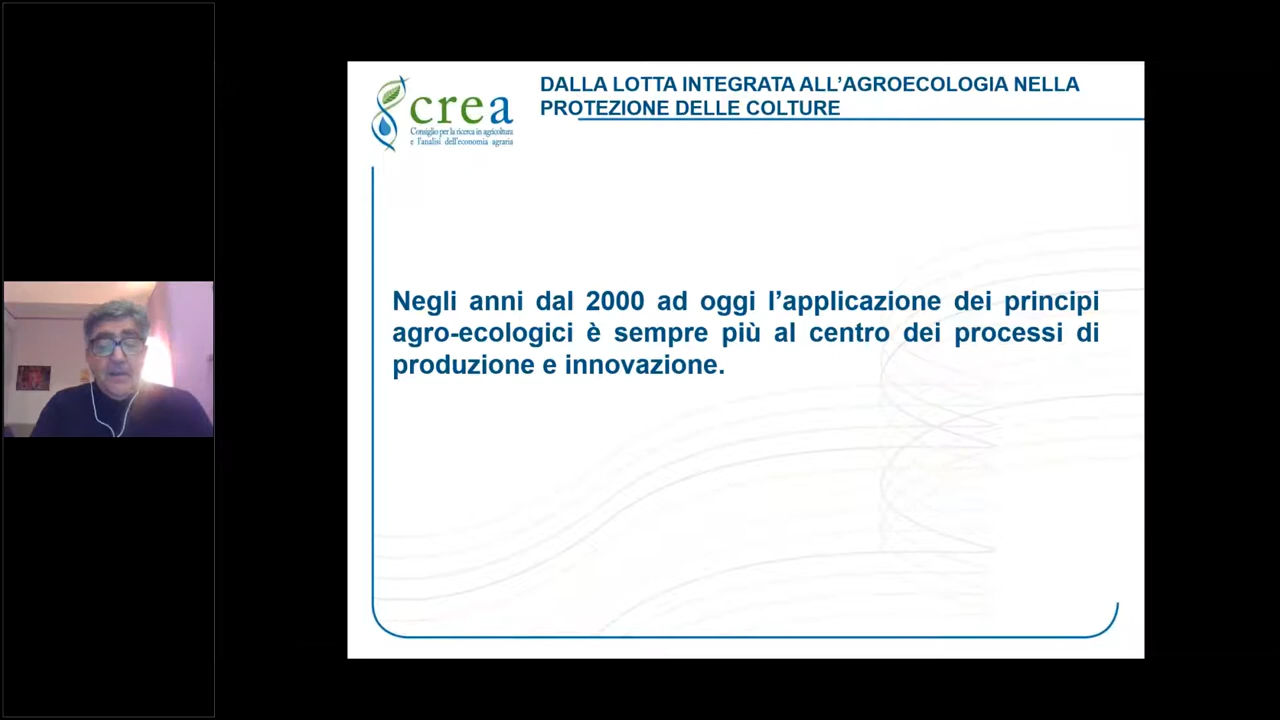 crea
Consiglio per la ricerca in agricoltura
e l'analisi dell'economia agraria
DALLA LOTTA INTEGRATA ALL’AGROECOLOGIA NELLA
PROTEZIONE DELLE COLTURE
Negli anni dal 2000 ad oggi l’applicazione dei principi
agro-ecologici è sempre più al centro dei processi di
produzione e innovazione.